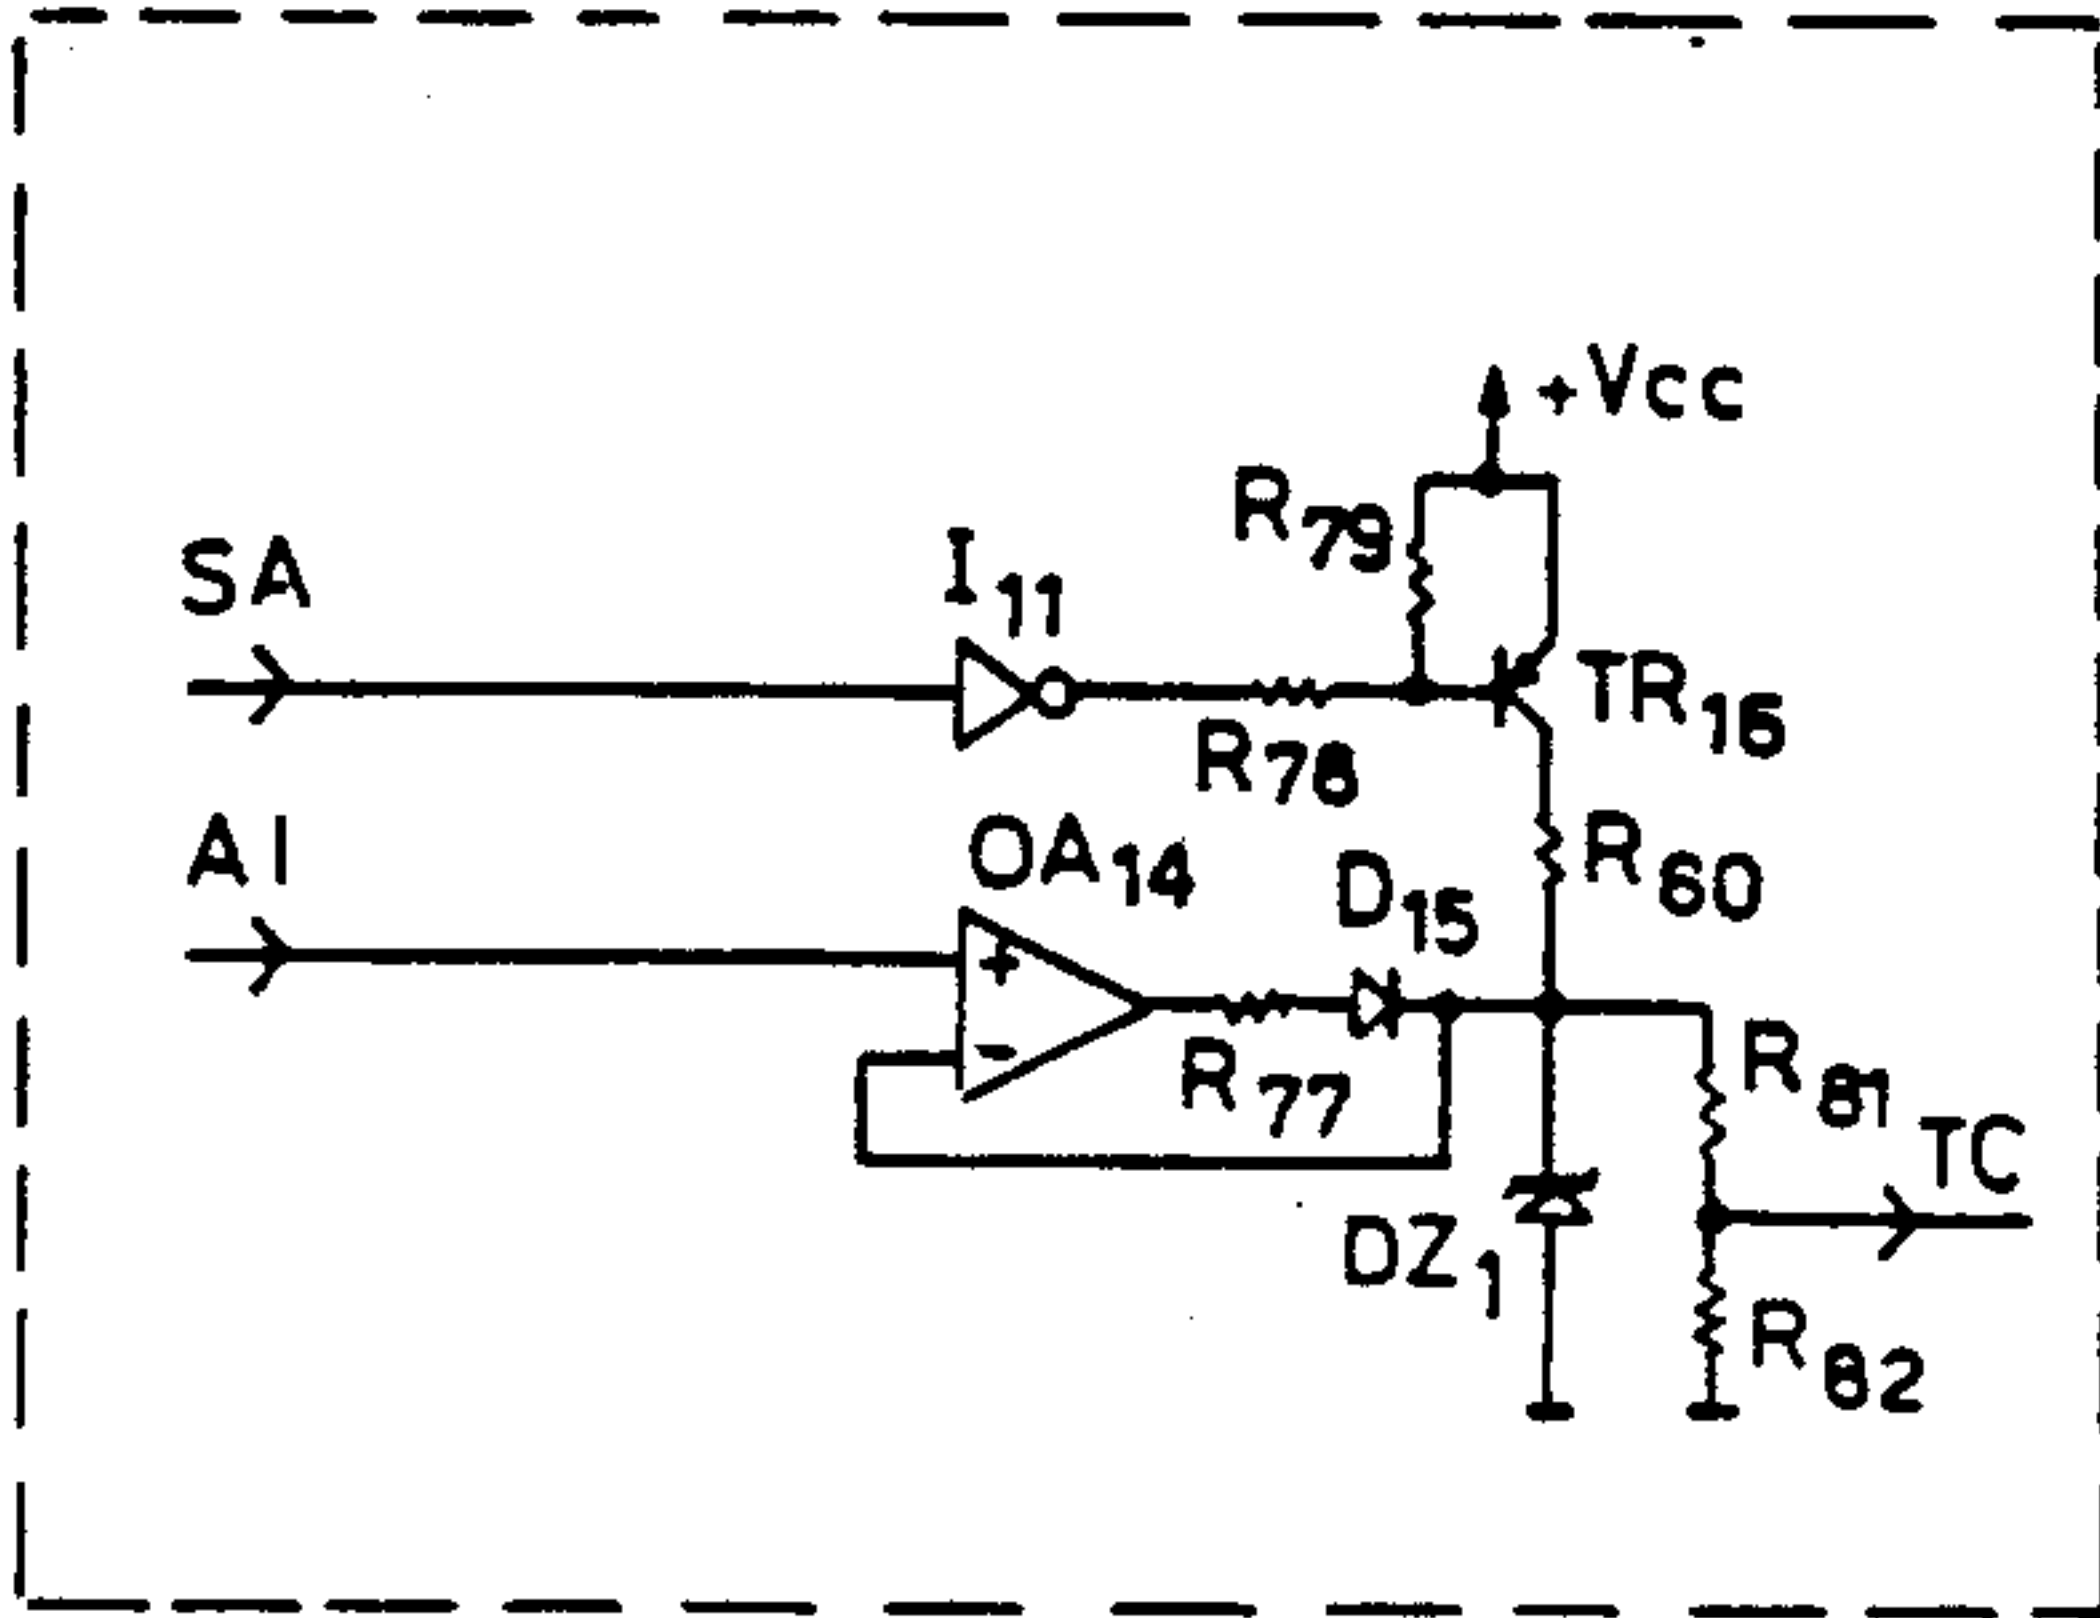 +Vcc
R79
SA
I11
TR16
R78
AI
OA14
D15
R60
+
-
R77
R81
TC
DZ1
R82